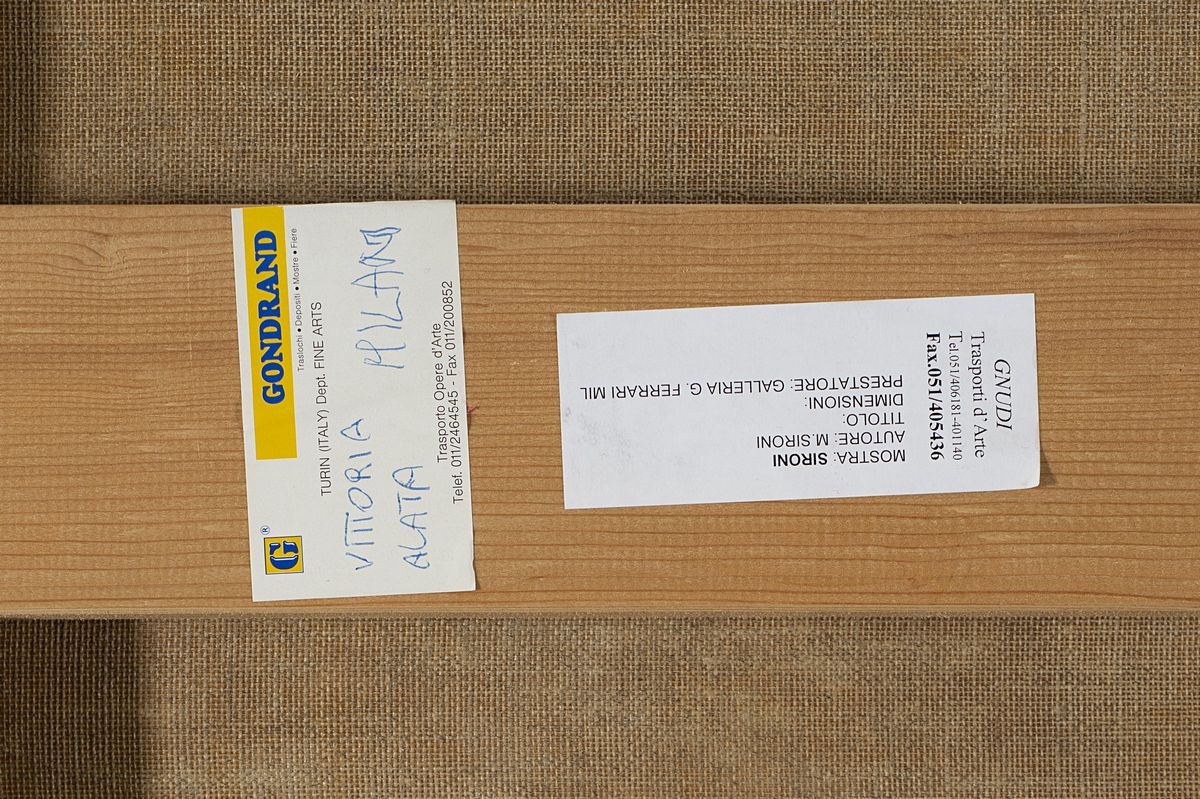 GONDRAND
Traslochi • Depositi • Mostre • Fiere
G ®
TURIN (ITALY) Dept. FINE ARTS
VITTORIA MILANO
ALATA
Trasporto Opere d'Arte
Telef. 011/2464545 - Fax 011/200852
GNUDI
Trasporti d' Arte
Tel.051/406181-401140
Fax.051/405436
MOSTRA: SIRONI
AUTORE: M.SIRONI
TITOLO:
DIMENSIONI:
PRESTATORE: GALLERIA G. FERRARI MIL